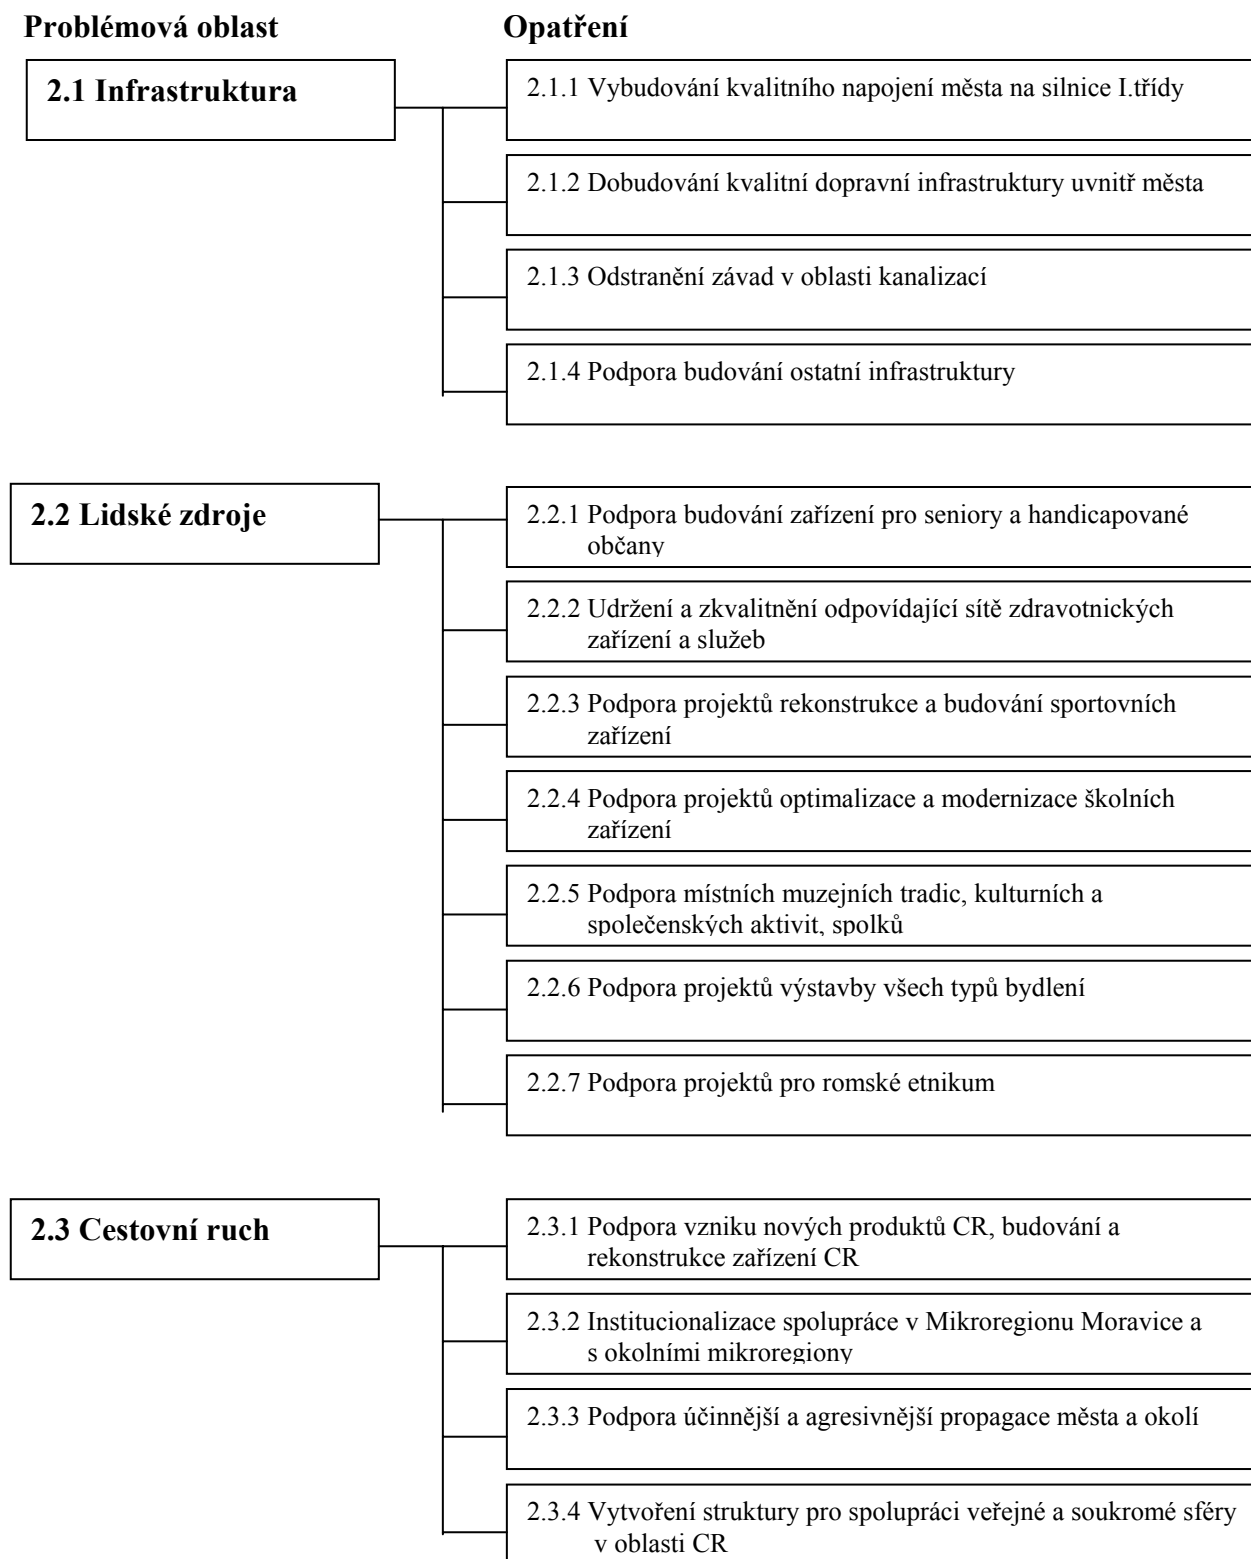 Problémová oblast
Opatření
2.1 Infrastruktura
2.1.1 Vybudování kvalitního napojení města na silnice I.třídy
2.1.2 Dobudování kvalitní dopravní infrastruktury uvnitř města
2.1.3 Odstranění závad v oblasti kanalizací
2.1.4 Podpora budování ostatní infrastruktury
2.2 Lidské zdroje
2.2.1 Podpora budování zařízení pro seniory a handicapované
občany
2.2.2 Udržení a zkvalitnění odpovídající sítě zdravotnických
zařízení a služeb
2.2.3 Podpora projektů rekonstrukce a budování sportovních
zařízení
2.2.4 Podpora projektů optimalizace a modernizace školních
zařízení
2.2.5 Podpora místních muzejních tradic, kulturních a
společenských aktivit, spolků
2.2.6 Podpora projektů výstavby všech typů bydlení
2.2.7 Podpora projektů pro romské etnikum
2.3 Cestovní ruch
2.3.1 Podpora vzniku nových produktů CR, budování a
rekonstrukce zařízení CR
2.3.2 Institucionalizace spolupráce v Mikroregionu Moravice a
s okolními mikroregiony
2.3.3 Podpora účinnější a agresivnější propagace města a okolí
2.3.4 Vytvoření struktury pro spolupráci veřejné a soukromé sféry
v oblasti CR